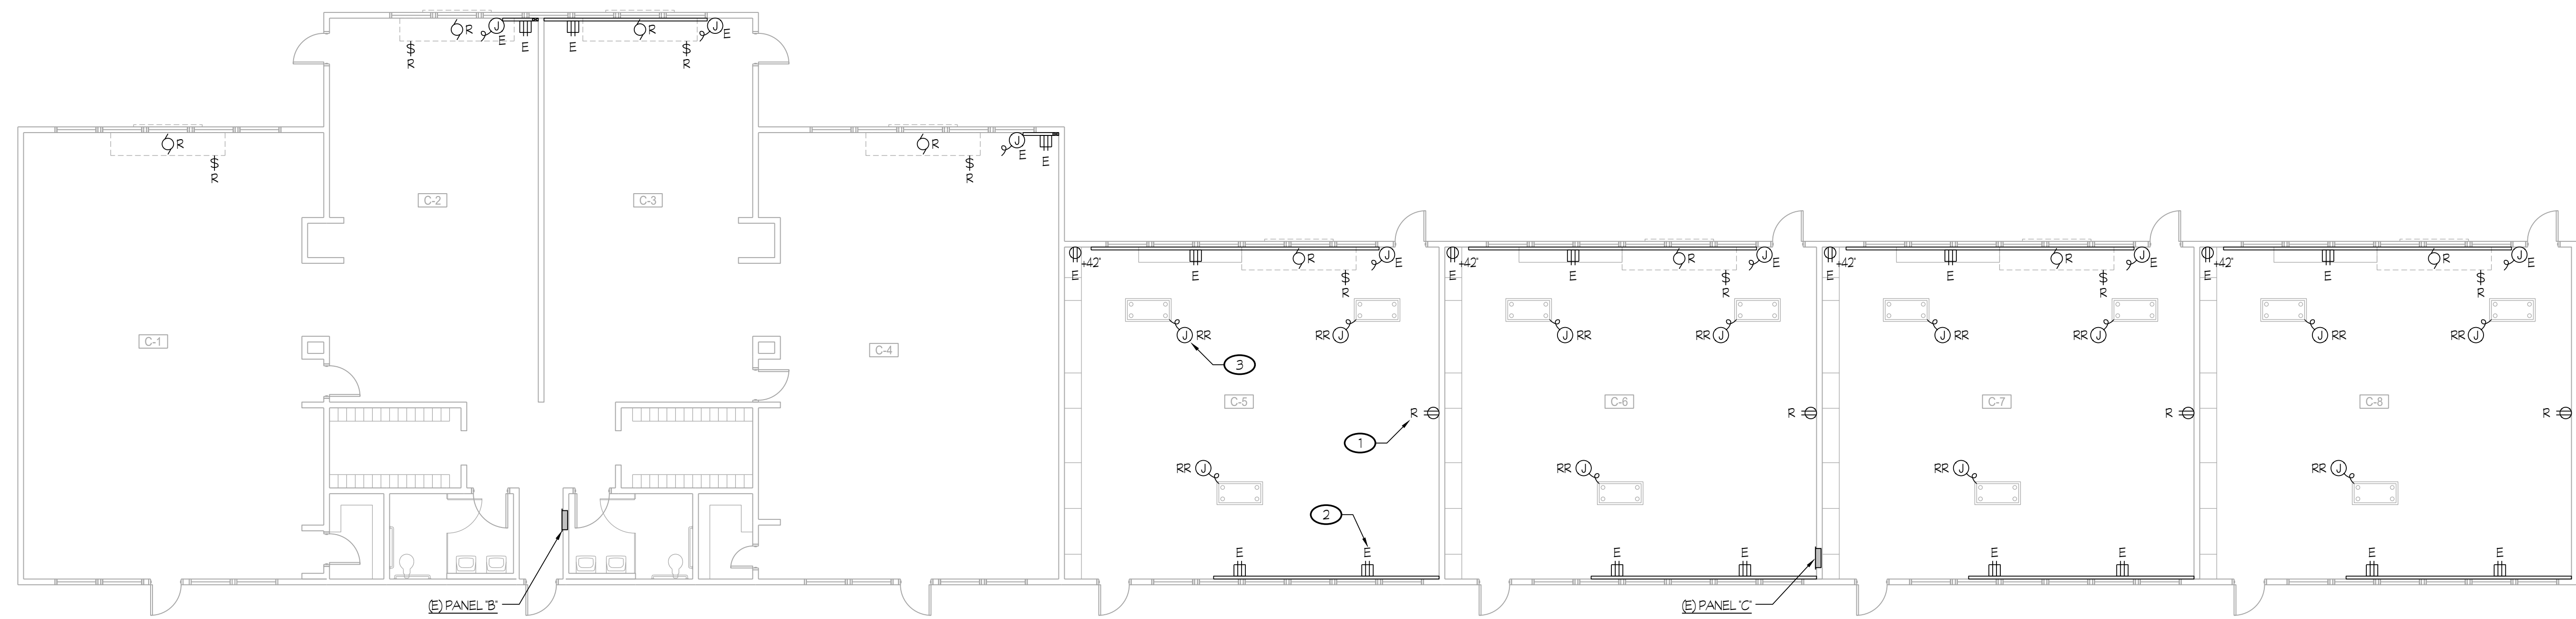 R J E E E R J E
$ $
R R
R R J E E
$ $
R R
C-2 C-3
+42" E E R J E +42" E E R J E +42" E E R J E +42" E E R J E
$ $ $ $
R R R R
J RR RR J J RR RR J J RR RR J J RR RR J
C-1 C-4
3
C-5 C-6 C-7 C-8
R R R R
1
RR J RR J RR J RR J
2
E E E E E E E E
(E) PANEL "B" (E) PANEL "C"